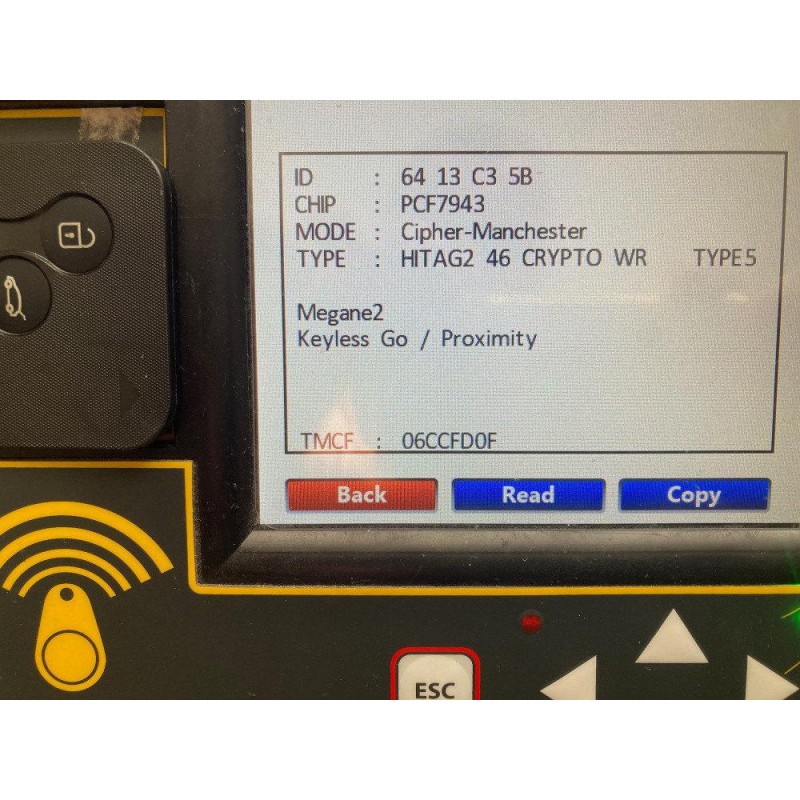 ID : 64 13 C3 5B
CHIP : PCF7943
MODE : Cipher-Manchester
TYPE : HITAG2 46 CRYPTO WR TYPE5
Megane2
Keyless Go / Proximity
TMCF : 06CCFD0F
Back Read Copy
ESC